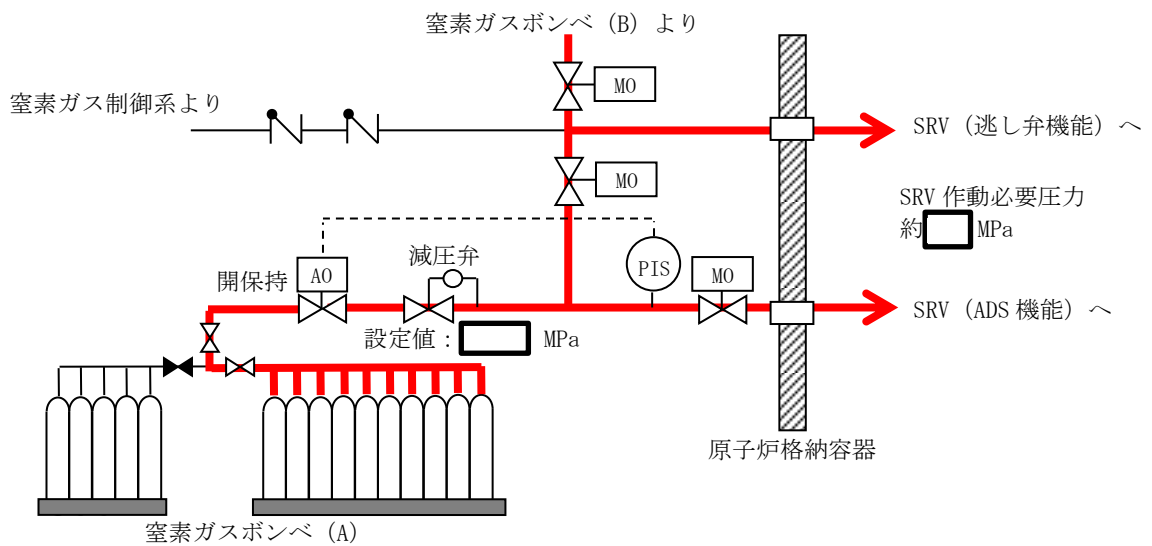 窒素ガスボンベ (B) より
MO
窒素ガス制御系より
SRV (逃し弁機能) へ
MO
SRV 作動必要圧力
約 MPa
減圧弁
開保持
AO
PIS
MO
SRV (ADS 機能) へ
設定値: MPa
原子炉格納容器
窒素ガスボンベ (A)